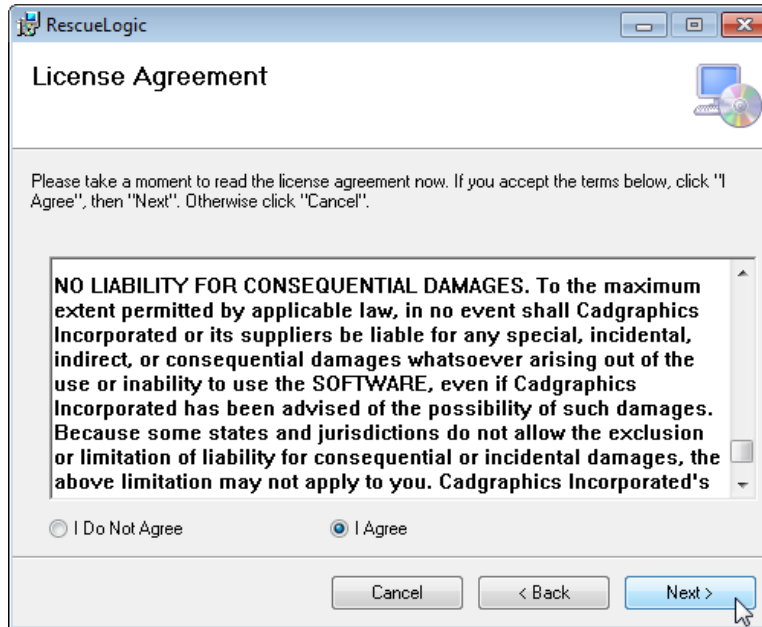 RescueLogic
License Agreement
Please take a moment to read the license agreement now. If you accept the terms below, click "I
Agree", then "Next". Otherwise click "Cancel".
NO LIABILITY FOR CONSEQUENTIAL DAMAGES. To the maximum
extent permitted by applicable law, in no event shall Cadgraphics
Incorporated or its suppliers be liable for any special, incidental,
indirect, or consequential damages whatsoever arising out of the
use or inability to use the SOFTWARE, even if Cadgraphics
Incorporated has been advised of the possibility of such damages.
Because some states and jurisdictions do not allow the exclusion
or limitation of liability for consequential or incidental damages, the
above limitation may not apply to you. Cadgraphics Incorporated's
I Do Not Agree
I Agree
Cancel
< Back
Next >